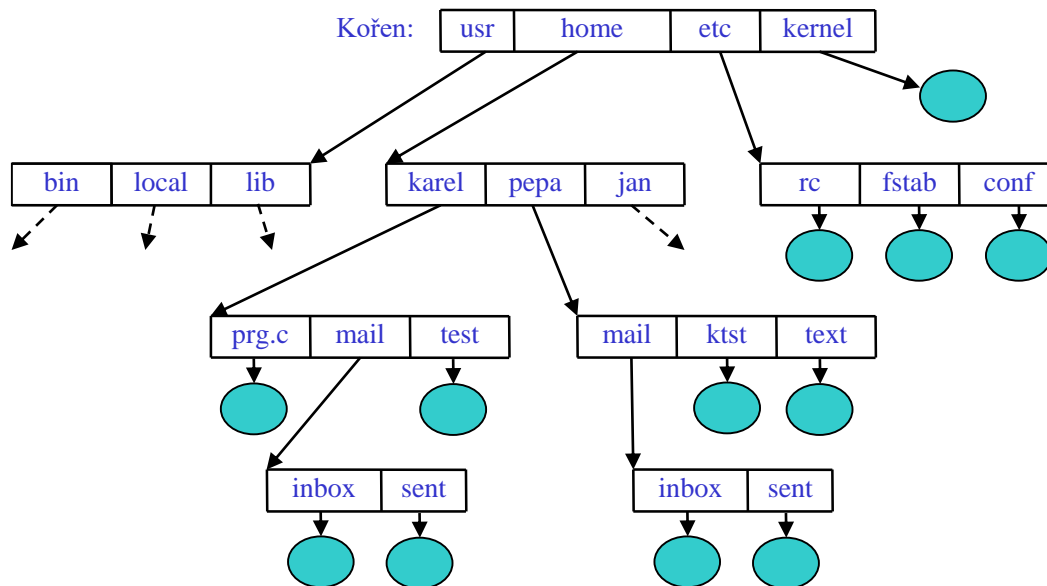 Kořen: usr home etc kernel
bin local lib karel pepa jan rc fstab conf
prg.c mail test mail ktst text
inbox sent inbox sent